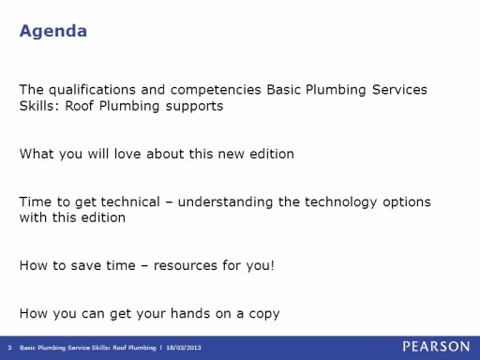 Agenda
The qualifications and competencies Basic Plumbing Services
Skills: Roof Plumbing supports
What you will love about this new edition
Time to get technical – understanding the technology options
with this edition
How to save time – resources for you!
How you can get your hands on a copy
3 Basic Plumbing Service Skills: Roof Plumbing l 18/03/2013
PEARSON